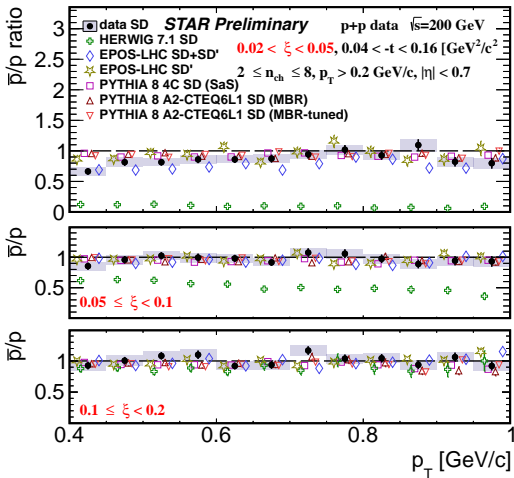 p̅/p ratio
3
2.5
2
1.5
1
0.5
0
data SD STAR Preliminary p+p data √s=200 GeV
HERWIG 7.1 SD
EPOS-LHC SD+SD'
EPOS-LHC SD'
PYTHIA 8 4C SD (SaS)
PYTHIA 8 A2-CTEQ6L1 SD (MBR)
PYTHIA 8 A2-CTEQ6L1 SD (MBR-tuned)
0.02 < ξ < 0.05, 0.04 < -t < 0.16 [GeV²/c²
2 ≤ n_ch ≤ 8, p_T > 0.2 GeV/c, |η| < 0.7
p̅/p
1
0.5
0.05 ≤ ξ < 0.1
p̅/p
1
0.5
0.1 ≤ ξ < 0.2
0.4 0.6 0.8 1
p_T [GeV/c]